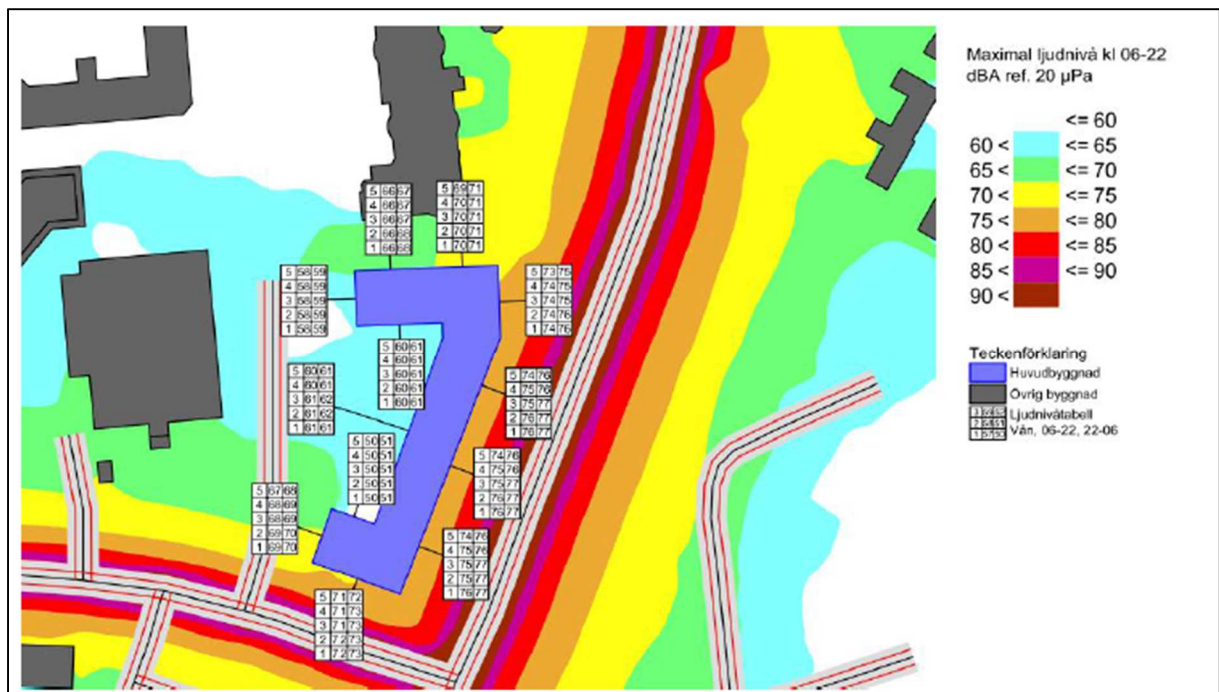 Maximal ljudnivå kl 06-22
dBA ref. 20 µPa
<= 60
60 < <= 65
65 < <= 70
70 < <= 75
75 < <= 80
80 < <= 85
85 < <= 90
90 <
Teckenförklaring
Huvudbyggnad
Övrig byggnad
Ljudnivåtabell
Vån, 06-22, 22-06
5 66 67
4 66 67
3 66 67
2 66 68
1 66 68
5 69 71
4 70 71
3 70 71
2 70 71
1 70 71
5 58 59
4 58 59
3 58 59
2 58 59
1 58 59
5 73 75
4 74 75
3 74 75
2 74 76
1 74 76
5 60 61
4 60 61
3 60 61
2 60 61
1 60 61
5 60 61
4 60 61
3 61 62
2 61 62
1 61 61
5 74 76
4 75 76
3 75 77
2 76 77
1 76 77
5 50 51
4 50 51
3 50 51
2 50 51
1 50 51
5 74 76
4 75 76
3 75 77
2 76 77
1 76 77
5 67 68
4 68 69
3 68 69
2 69 70
1 69 70
5 74 76
4 75 76
3 75 77
2 75 77
1 76 77
5 71 72
4 71 73
3 71 73
2 72 73
1 72 73